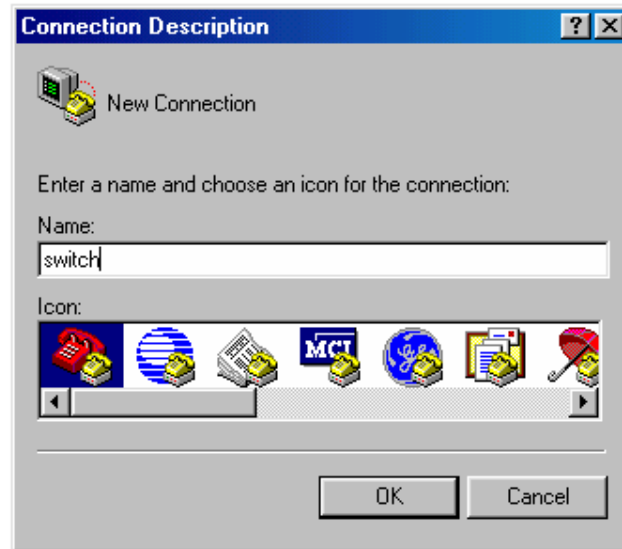 Connection Description
New Connection
Enter a name and choose an icon for the connection:
Name:
switch
Icon:
MCI
OK
Cancel